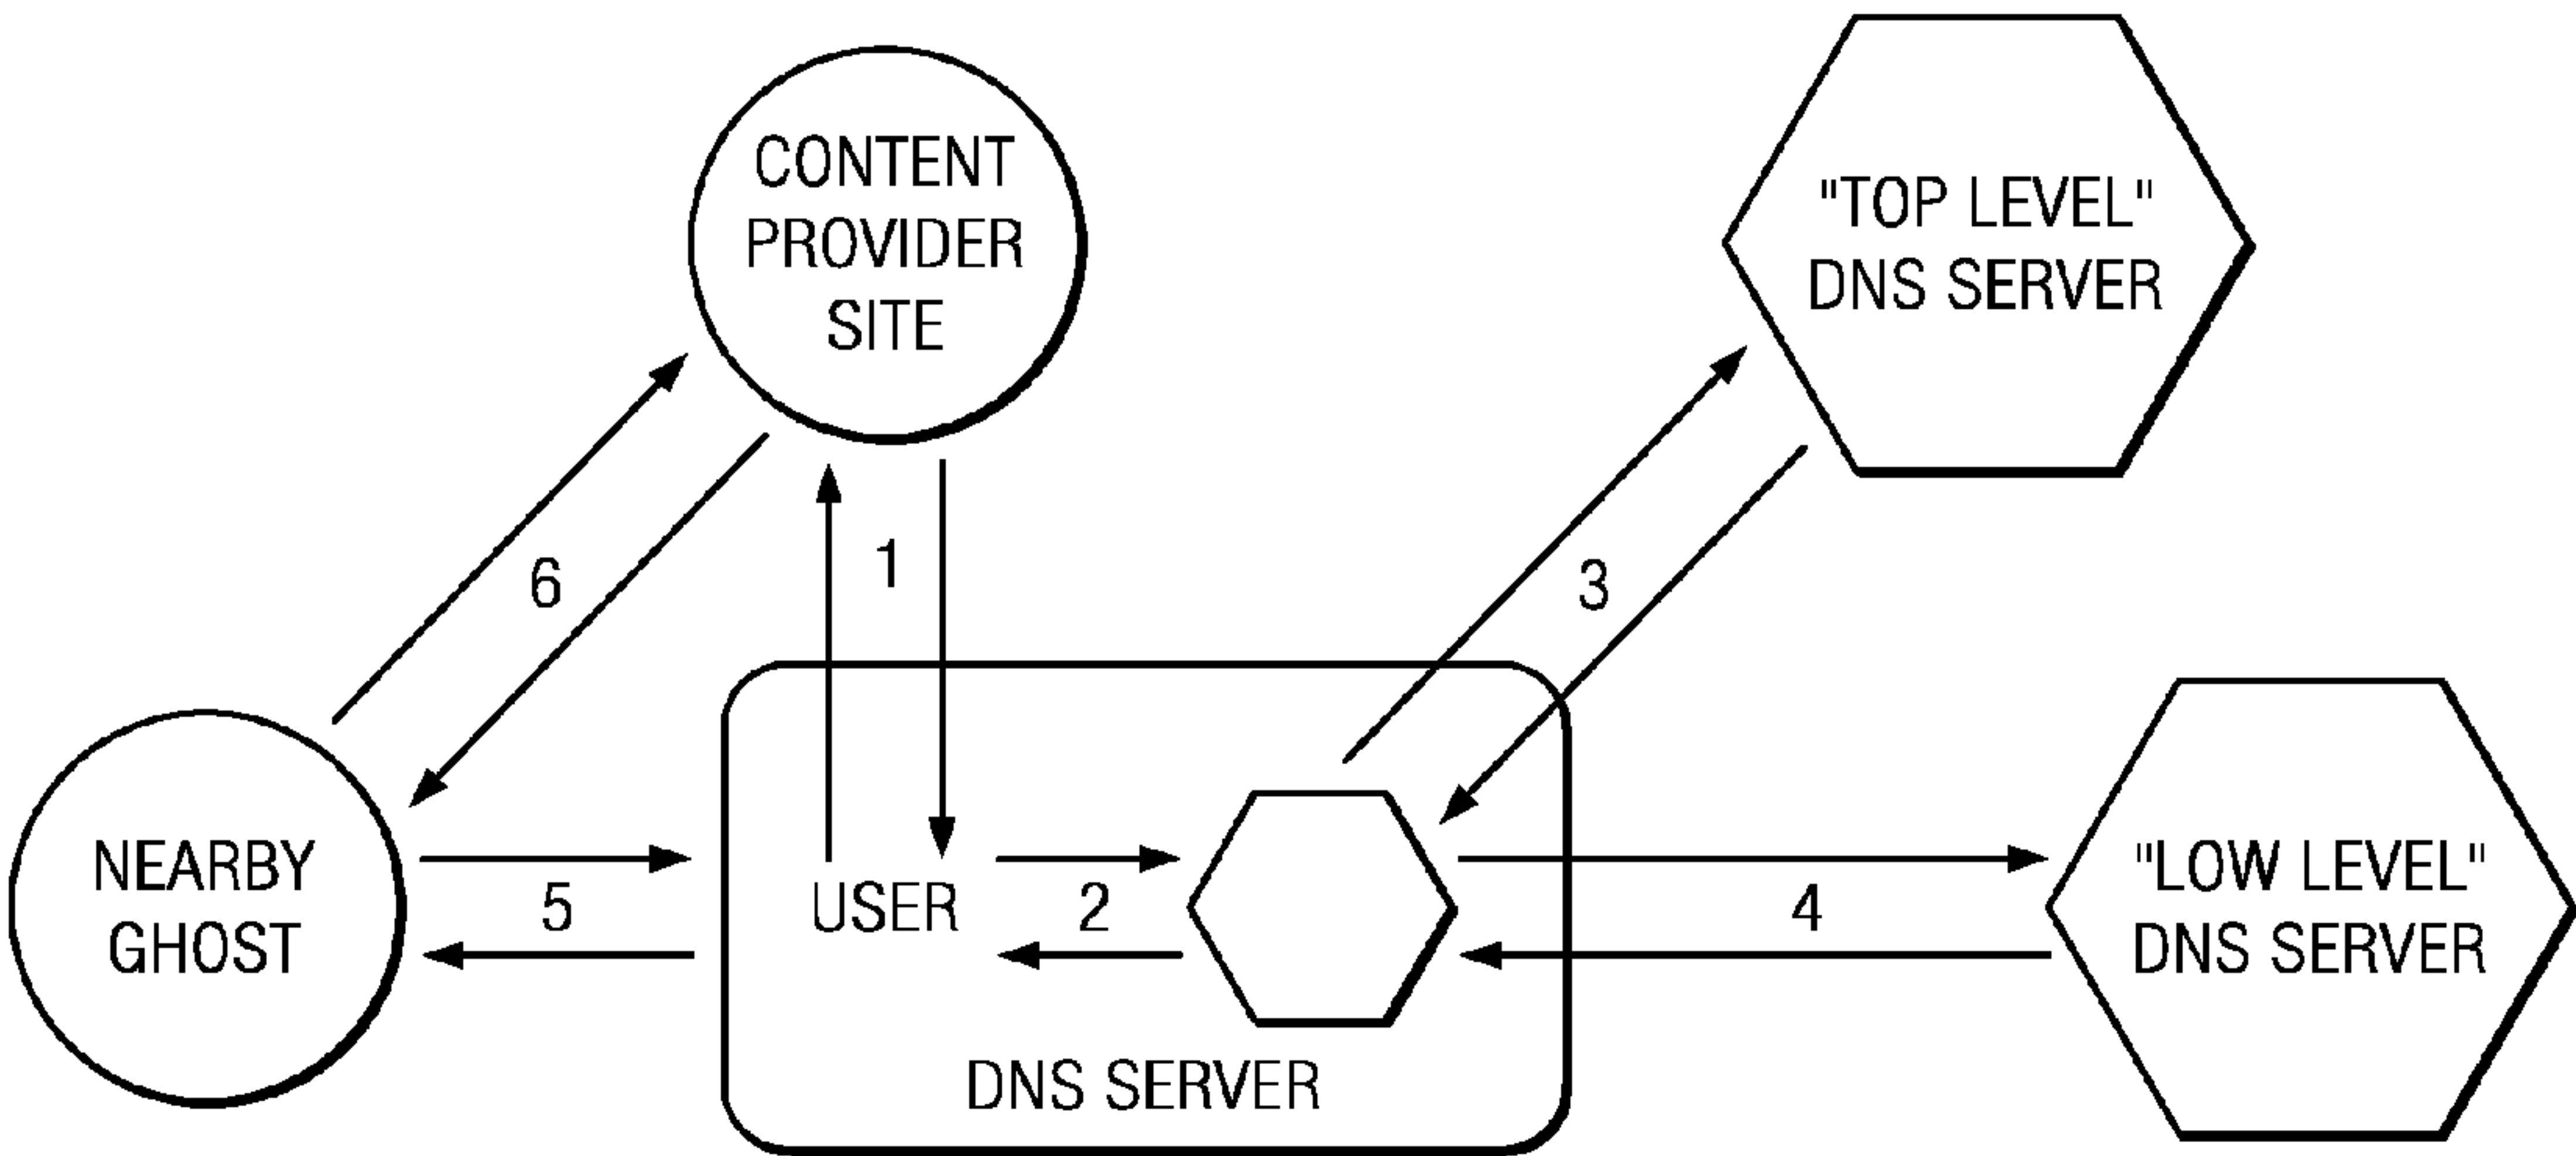 CONTENT
PROVIDER
SITE
"TOP LEVEL"
DNS SERVER
1
6
3
NEARBY
GHOST
5
USER
2
4
"LOW LEVEL"
DNS SERVER
DNS SERVER